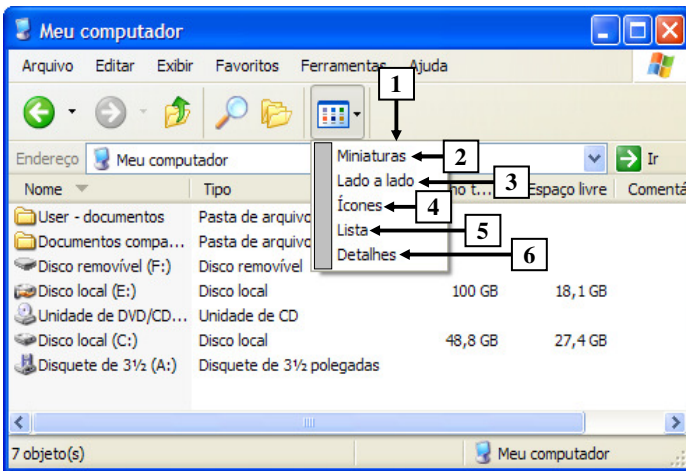 Meu computador
Arquivo Editar Exibir Favoritos Ferramentas Ajuda
1
Endereço Meu computador Ir
Miniaturas 2
Lado a lado 3
Ícones 4
Lista 5
Detalhes 6
Nome Tipo ho t... Espaço livre Comentá
User - documentos Pasta de arquivo
Documentos compa... Pasta de arquivo
Disco removível (F:) Disco removível
Disco local (E:) Disco local 100 GB 18,1 GB
Unidade de DVD/CD... Unidade de CD
Disco local (C:) Disco local 48,8 GB 27,4 GB
Disquete de 3½ (A:) Disquete de 3½ polegadas
7 objeto(s) Meu computador